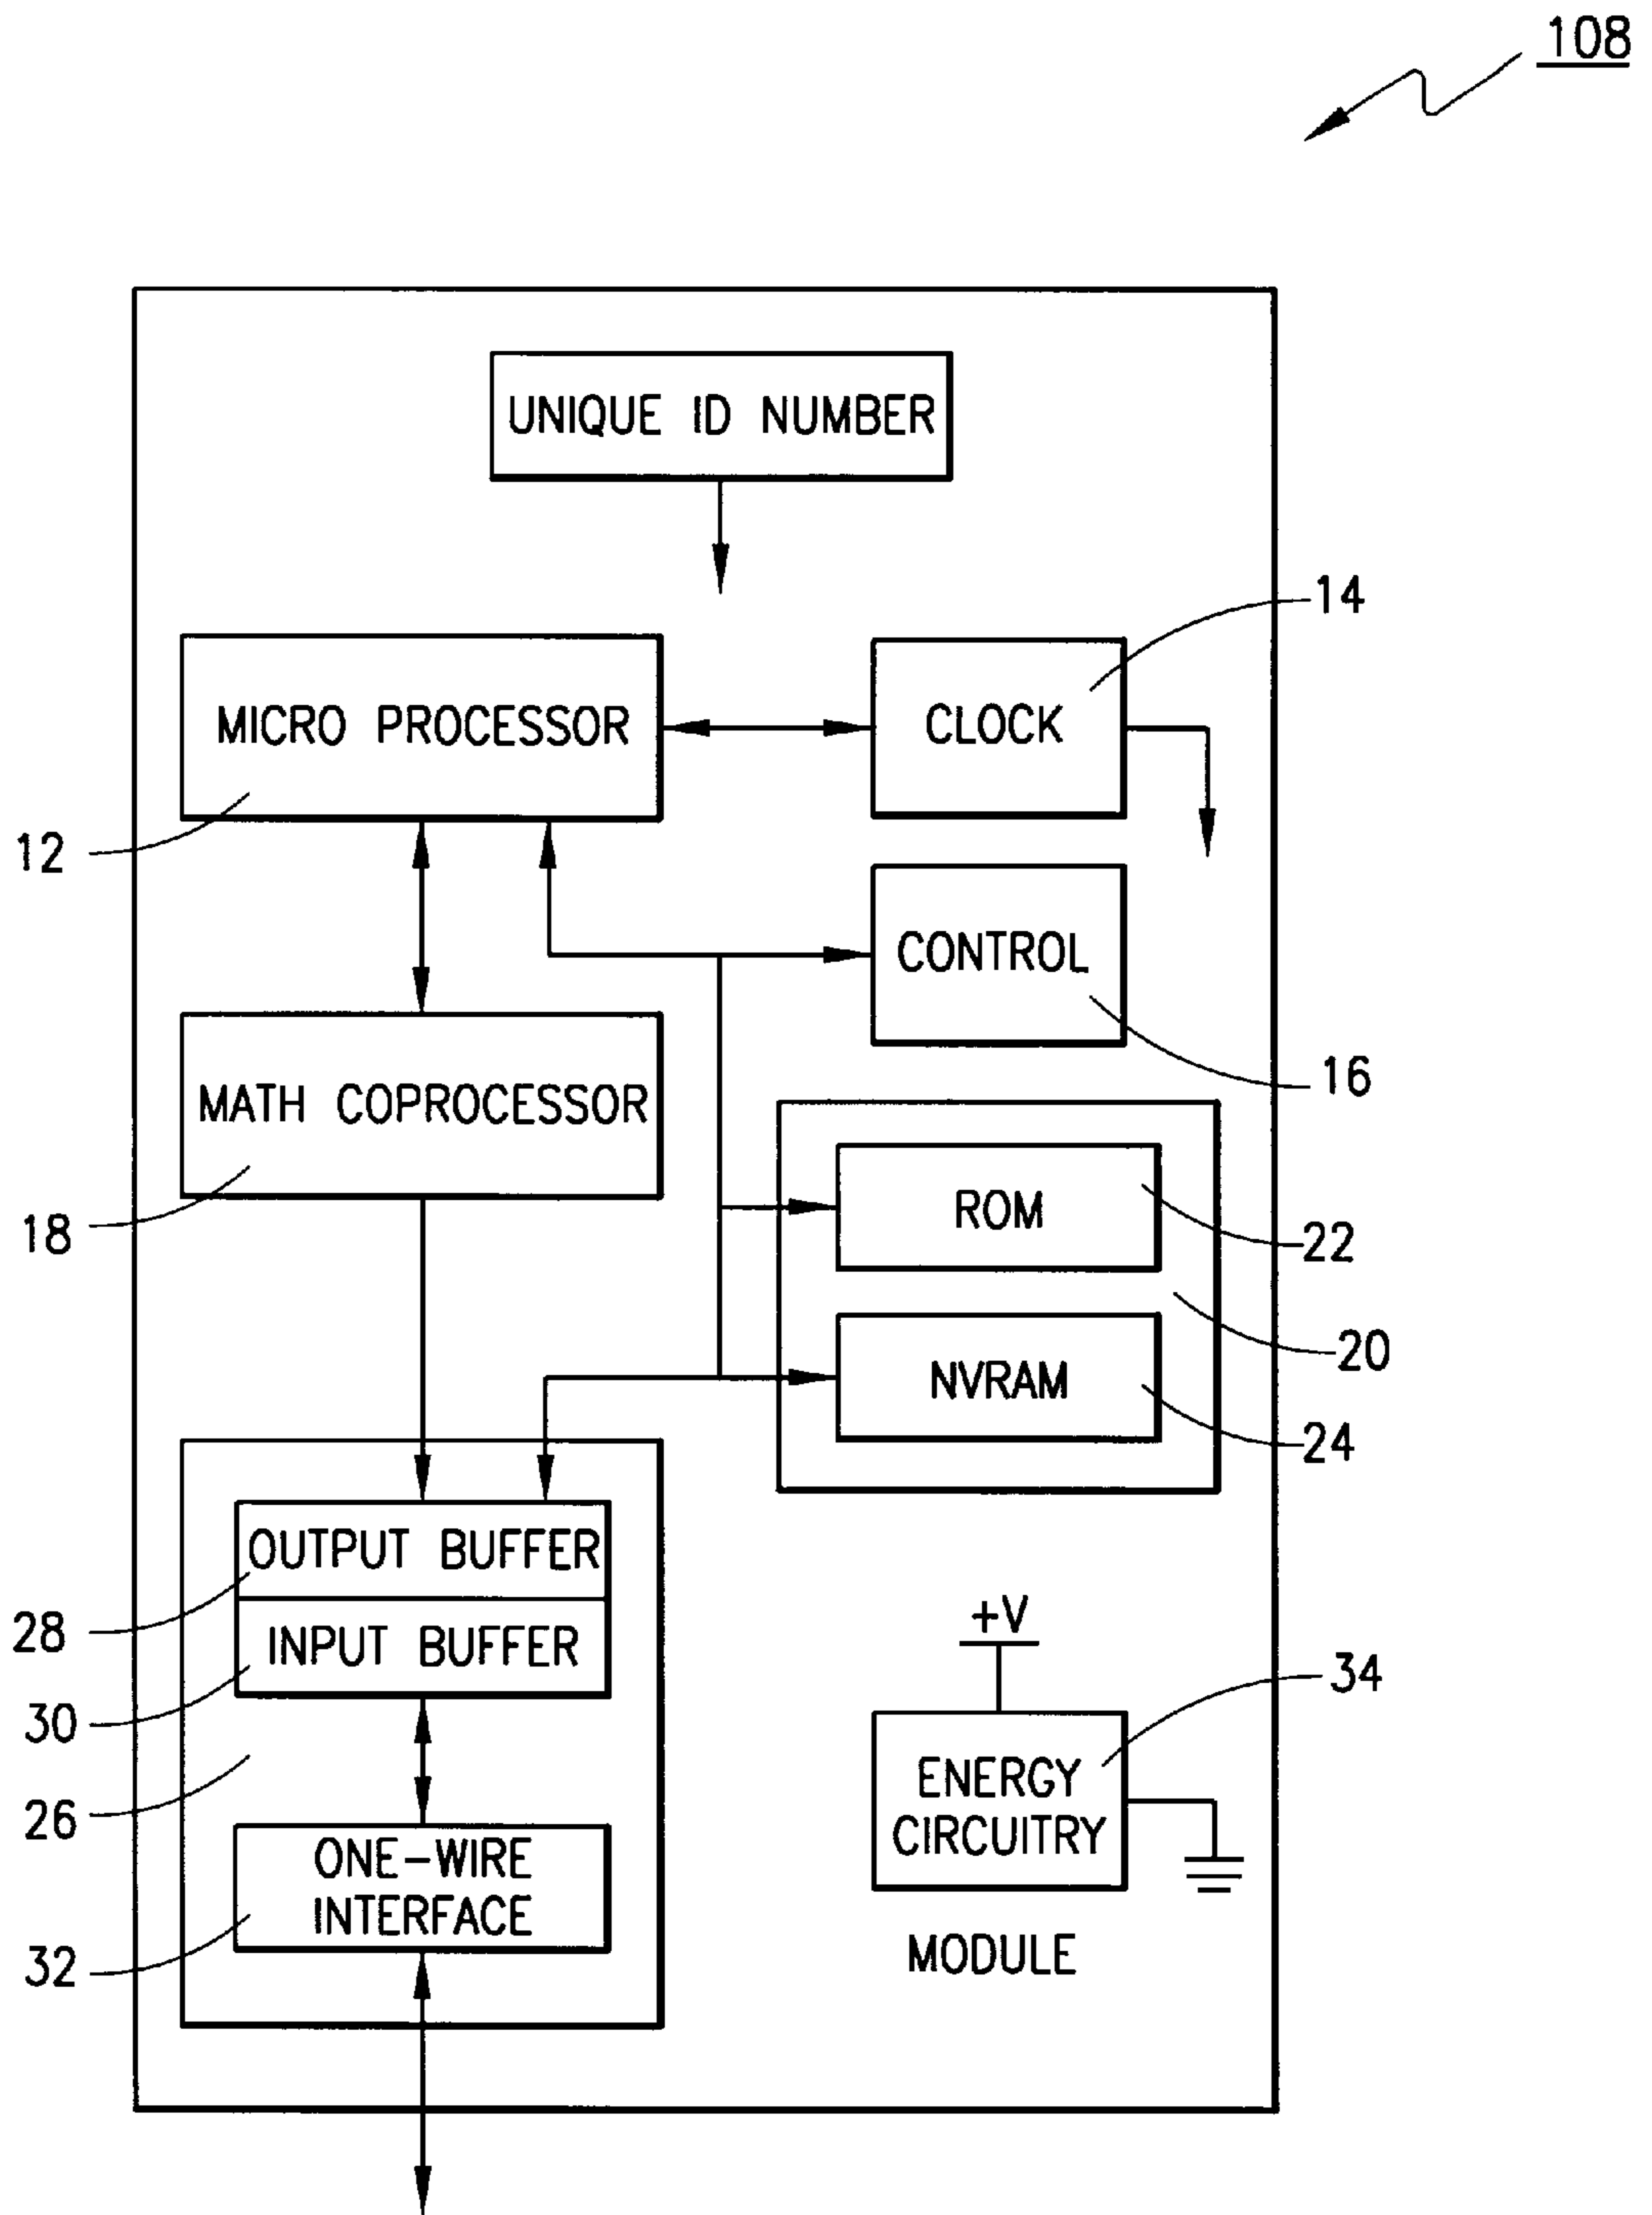 108
UNIQUE ID NUMBER
14
MICRO PROCESSOR
CLOCK
12
CONTROL
16
MATH COPROCESSOR
18
ROM
22
20
NVRAM
24
OUTPUT BUFFER
28
INPUT BUFFER
30
+V
34
26
ENERGY
CIRCUITRY
ONE-WIRE
INTERFACE
32
MODULE